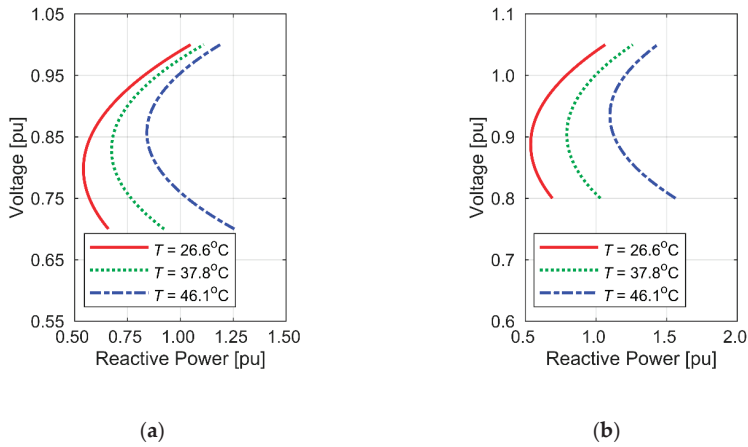 1.05
0.95
0.85
0.75
0.65
0.55
Voltage [pu]
T = 26.6°C
T = 37.8°C
T = 46.1°C
0.50 0.75 1.00 1.25 1.50
Reactive Power [pu]
(a)
1.1
1.0
0.9
0.8
0.7
0.6
Voltage [pu]
T = 26.6°C
T = 37.8°C
T = 46.1°C
0.5 1.0 1.5 2.0
Reactive Power [pu]
(b)